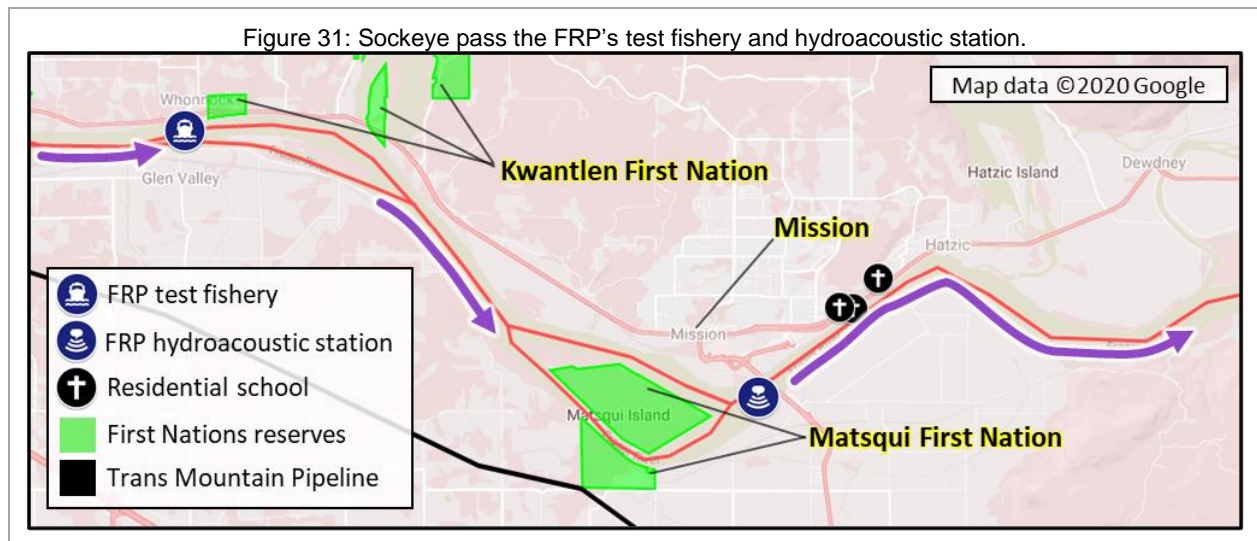 Figure 31: Sockeye pass the FRP's test fishery and hydroacoustic station.
Map data ©2020 Google
Whonnock
Dewdney
Glen Valley
Kwantlen First Nation
Hatzic Island
Mission
Hatzic
FRP test fishery
FRP hydroacoustic station
Mission
Residential school
First Nations reserves
Matsqui Island
Matsqui First Nation
Trans Mountain Pipeline